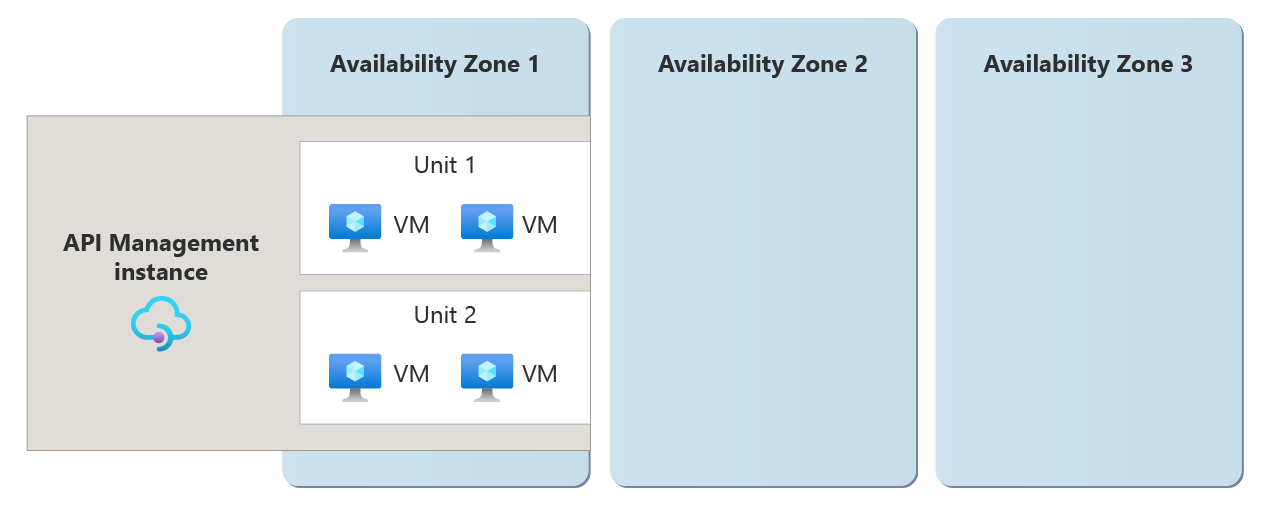 Availability Zone 1
Availability Zone 2
Availability Zone 3
API Management
instance
Unit 1
VM
VM
Unit 2
VM
VM